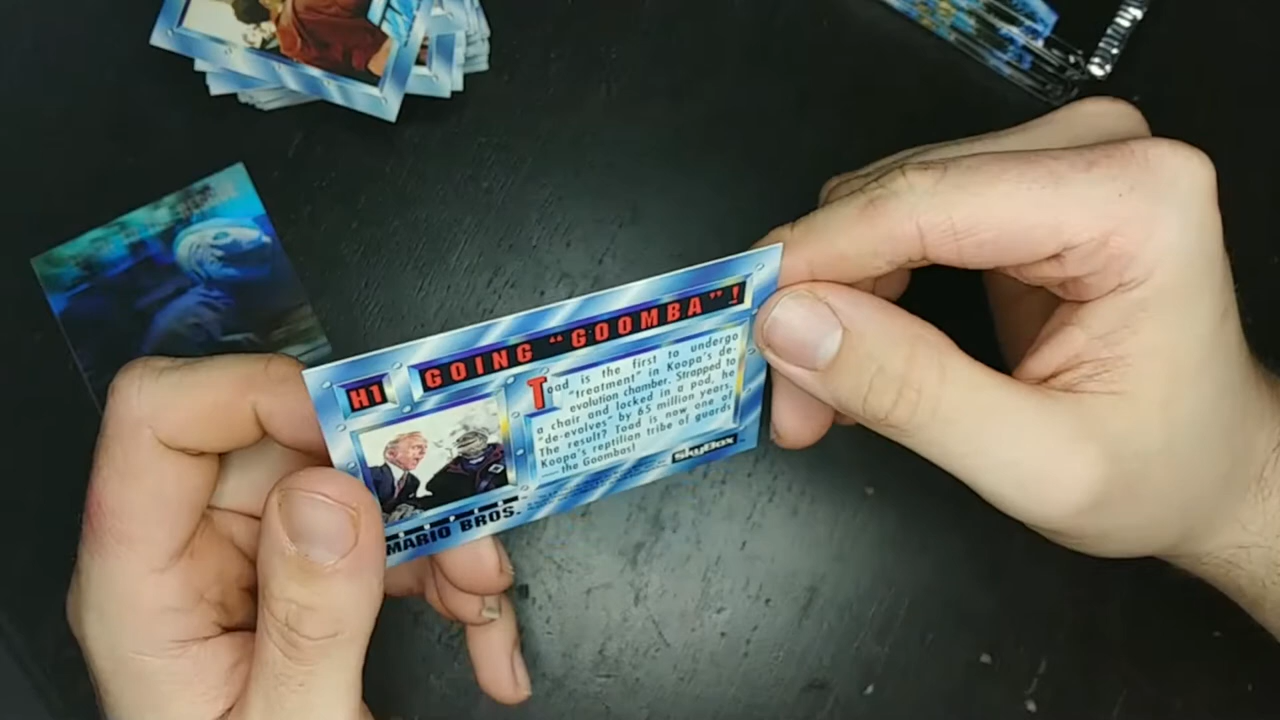 H1
GOING "GOOMBA"!
Toad is the first to undergo
"treatment" in Koopa's de-
evolution chamber. Strapped to
a chair and locked in a pod, he
"de-evolves" by 65 million years.
The result? Toad is now one of
Koopa's reptilian tribe of guards
— the Goombas!
SkyBox
MARIO BROS.